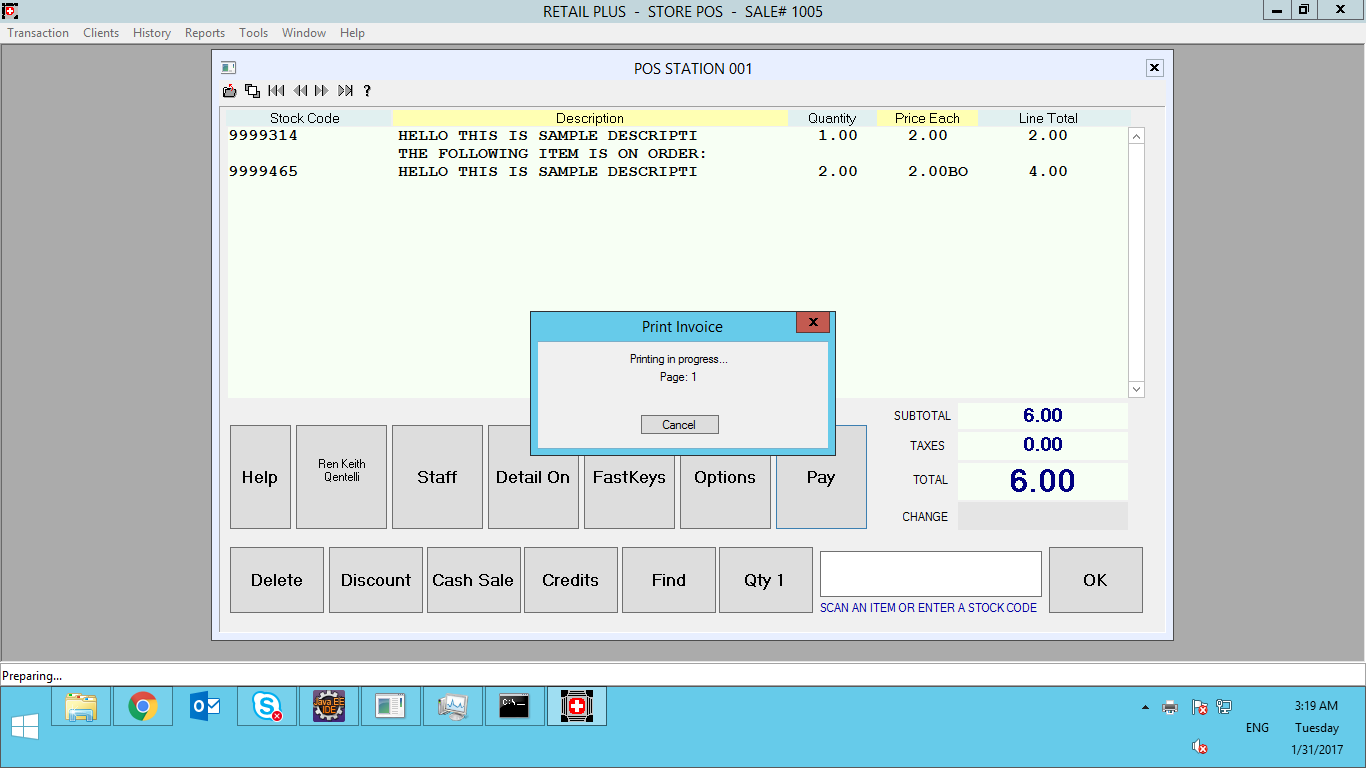 RETAIL PLUS - STORE POS - SALE# 1005
Transaction Clients History Reports Tools Window Help
POS STATION 001
?
Stock Code Description Quantity Price Each Line Total
9999314 HELLO THIS IS SAMPLE DESCRIPTI 1.00 2.00 2.00
THE FOLLOWING ITEM IS ON ORDER:
9999465 HELLO THIS IS SAMPLE DESCRIPTI 2.00 2.00BO 4.00
Print Invoice
Printing in progress...
Page: 1
Cancel
SUBTOTAL 6.00
TAXES 0.00
TOTAL 6.00
CHANGE
Help
Ren Keith
Qentelli
Staff
Detail On
FastKeys
Options
Pay
Delete
Discount
Cash Sale
Credits
Find
Qty 1
SCAN AN ITEM OR ENTER A STOCK CODE
OK
Preparing...
Java EE
IDE
C:\_
ENG
3:19 AM
Tuesday
1/31/2017